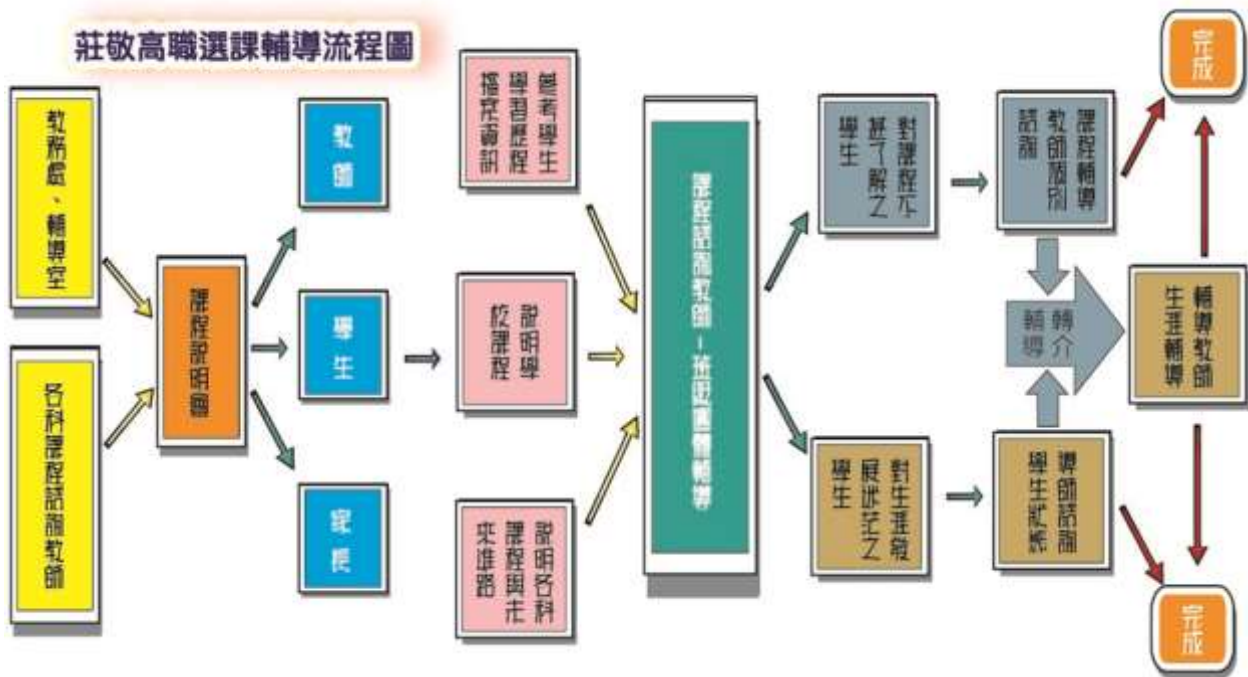 莊敬高職選課輔導流程圖
教務處、輔導室
各科課程諮詢教師
課程說明會
教師
學生
家長
參考學生
學習歷程
檔案資訊
說明學
校課程
說明各科
課程與未
來進路
課程諮詢教師-班級團體輔導
對課程不
甚了解之
學生
課程輔導
教師個別
諮詢
對生涯發
展迷茫之
學生
導師諮詢
學生狀態
轉介
輔導
輔導教師
生涯輔導
完成
完成